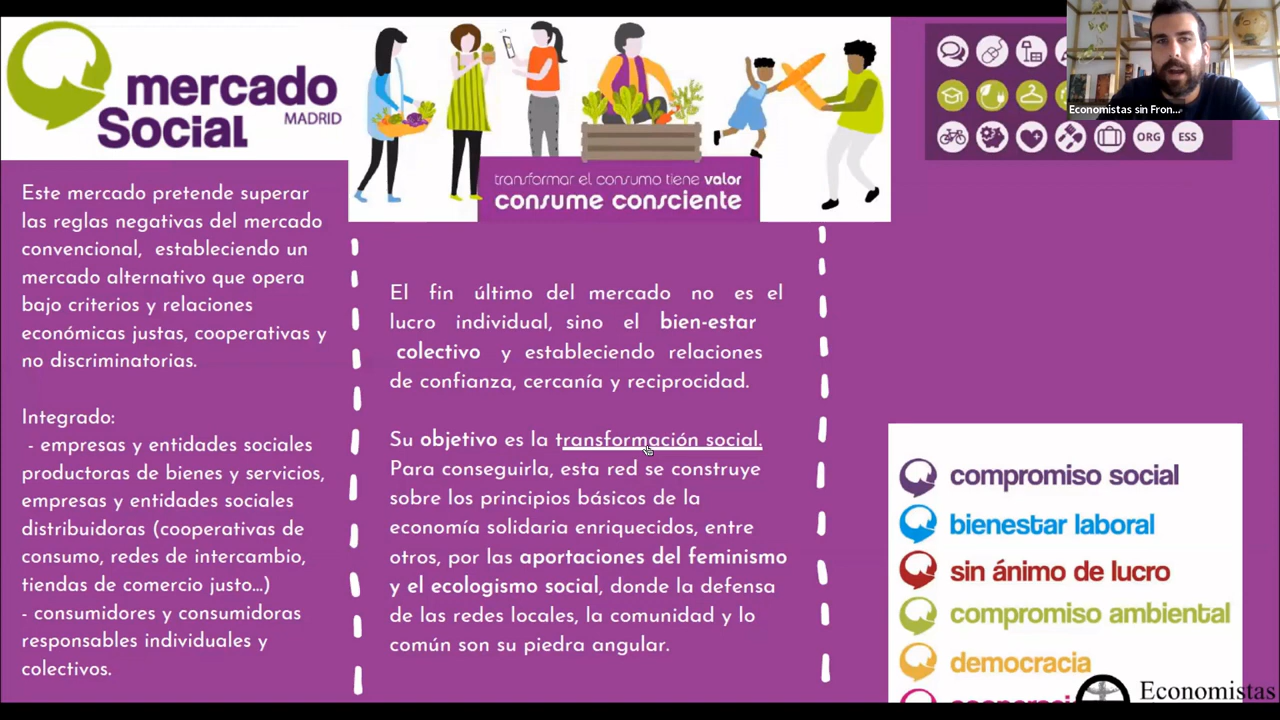 mercado
MADRID
Social
Este mercado pretende superar
las reglas negativas del mercado
convencional, estableciendo un
mercado alternativo que opera
bajo criterios y relaciones
económicas justas, cooperativas y
no discriminatorias.
Integrado:
- empresas y entidades sociales
productoras de bienes y servicios,
empresas y entidades sociales
distribuidoras (cooperativas de
consumo, redes de intercambio,
tiendas de comercio justo...)
- consumidores y consumidoras
responsables individuales y
colectivos.
transformar el consumo tiene valor
consume consciente
El fin último del mercado no es el
lucro individual, sino el bien-estar
colectivo y estableciendo relaciones
de confianza, cercanía y reciprocidad.
Su objetivo es la transformación social.
Para conseguirla, esta red se construye
sobre los principios básicos de la
economía solidaria enriquecidos, entre
otros, por las aportaciones del feminismo
y el ecologismo social, donde la defensa
de las redes locales, la comunidad y lo
común son su piedra angular.
ORG
ESS
Economistas sin Fron...
compromiso social
bienestar laboral
sin ánimo de lucro
compromiso ambiental
democracia
Economistas